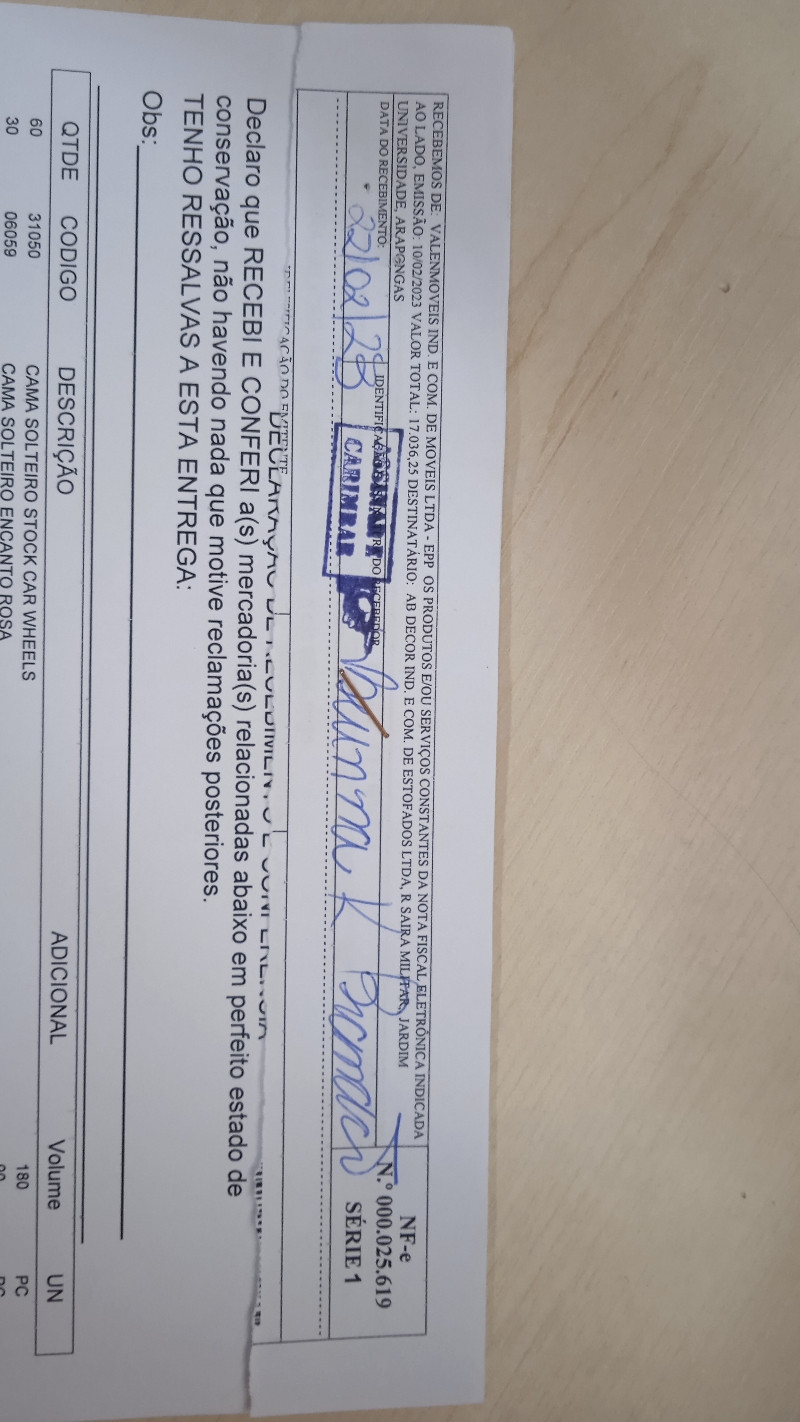 RECEBEMOS DE: VALENMOVEIS IND. E COM. DE MOVEIS LTDA - EPP OS PRODUTOS E/OU SERVIÇOS CONSTANTES DA NOTA FISCAL ELETRÔNICA INDICADA
AO LADO, EMISSÃO: 10/02/2023 VALOR TOTAL: 17.036,25 DESTINATÁRIO: AB DECOR IND. E COM. DE ESTOFADOS LTDA, R SAIRA MILITAR, JARDIM
UNIVERSIDADE, ARAPONGAS
NF-e
N.º 000.025.619
SÉRIE 1
DATA DO RECEBIMENTO:
22/02/23
CARIMBAR
IDENTIFICAÇÃO DO EMITENTE
DECLARAÇÃO DE RECEBIMENTO E CONFERENCIA
Declaro que RECEBI E CONFERI a(s) mercadoria(s) relacionadas abaixo em perfeito estado de
conservação, não havendo nada que motive reclamações posteriores.
TENHO RESSALVAS A ESTA ENTREGA:
Obs:
QTDE CODIGO DESCRIÇÃO ADICIONAL Volume UN
60 31050 CAMA SOLTEIRO STOCK CAR WHEELS 180 PC
30 06059 CAMA SOLTEIRO ENCANTO ROSA 90 PC